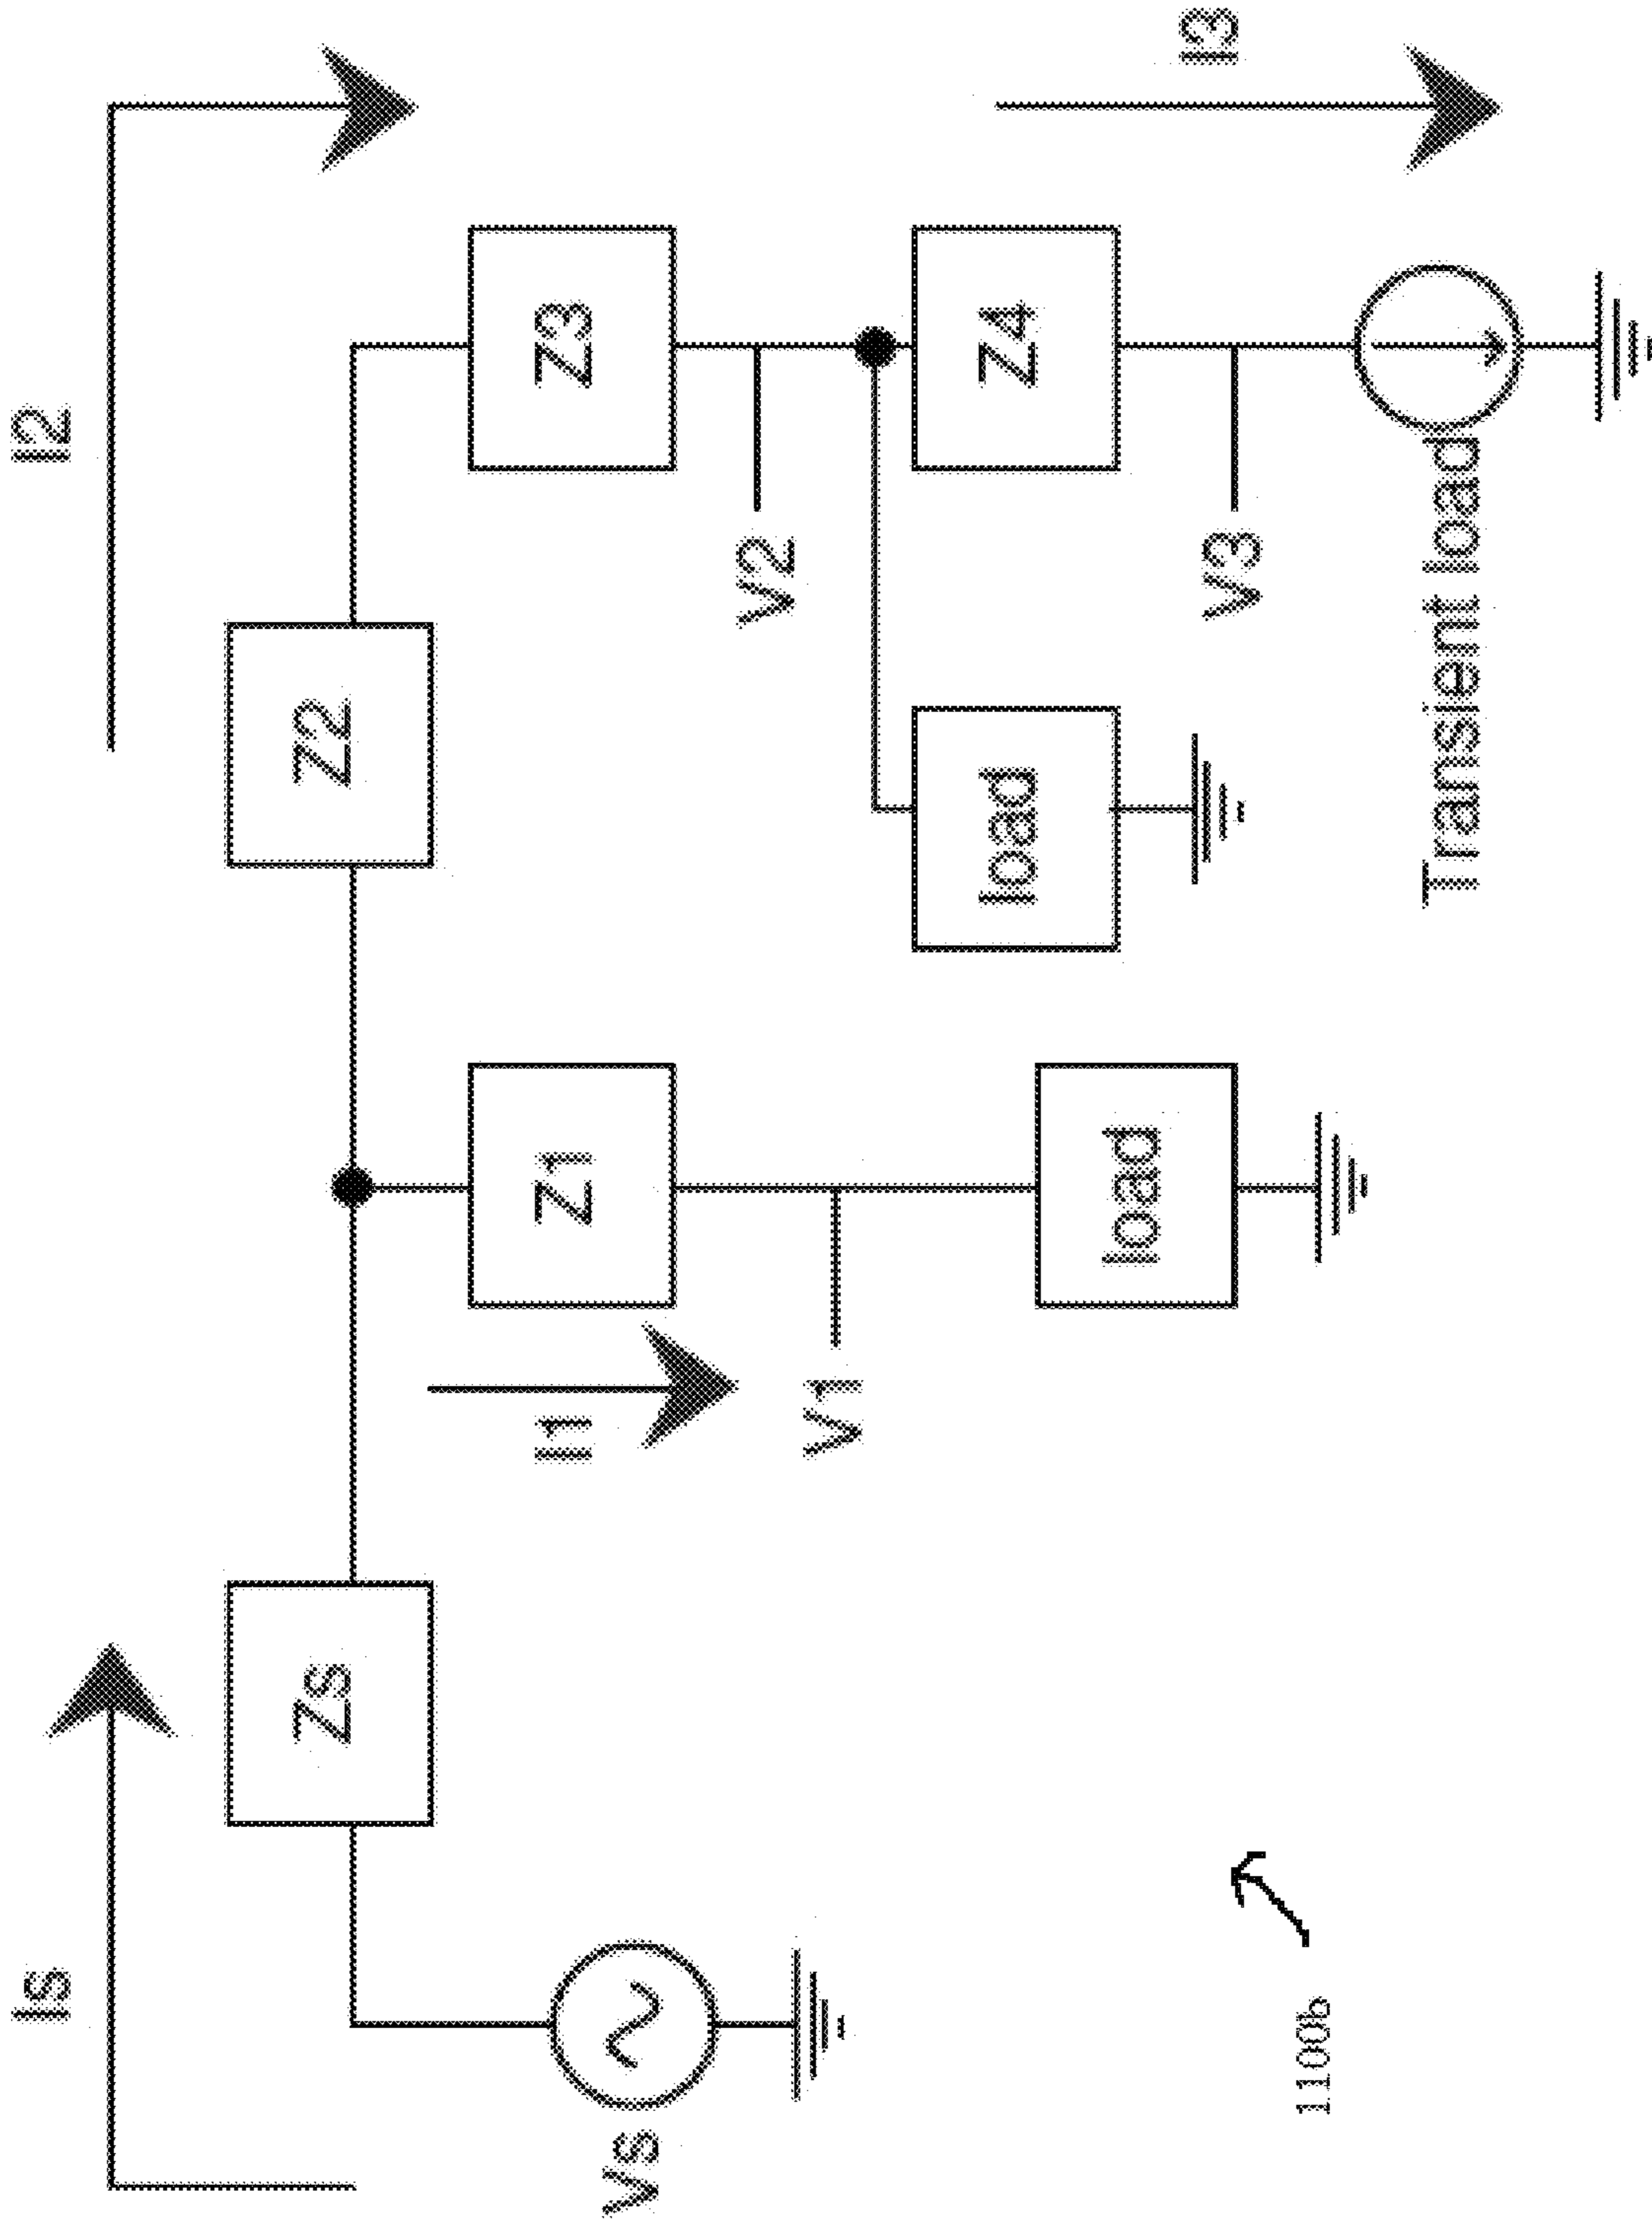 Is
I2
Zs
Z2
Vs
I1
Z1
Z3
I3
V1
V2
load
load
Z4
V3
Transient load
1100b